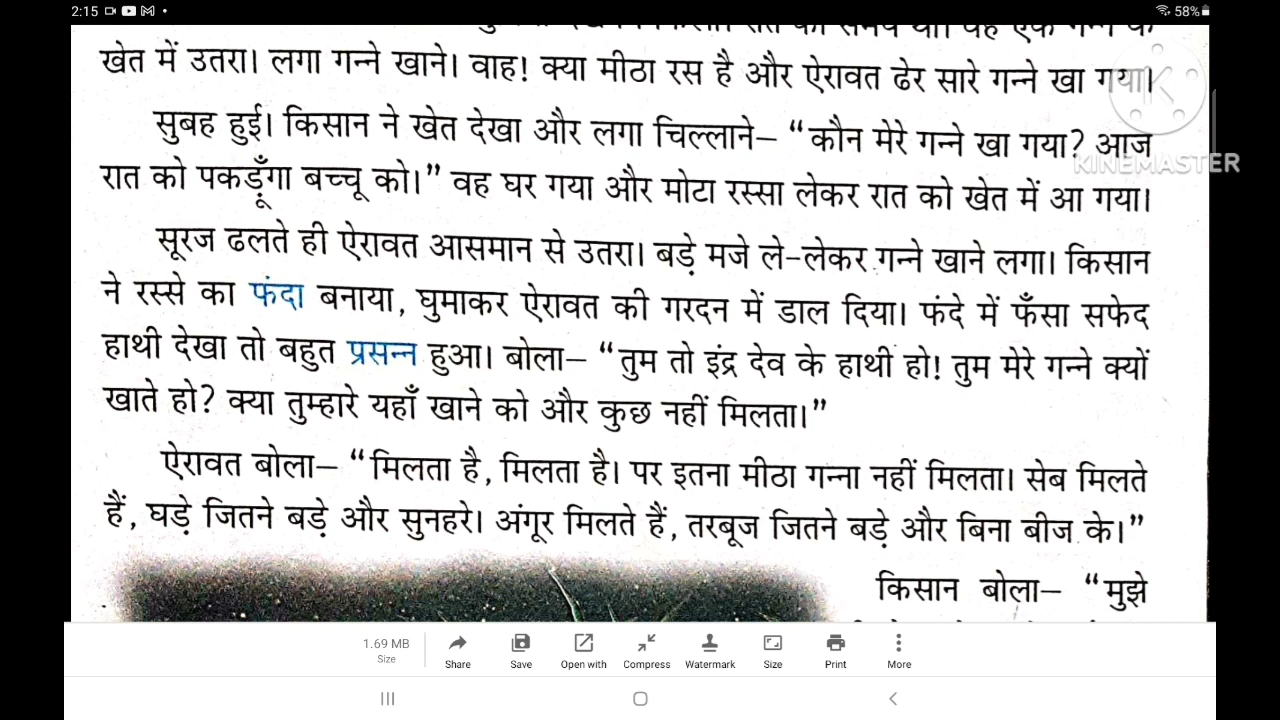 2:15
58%
खेत में उतरा। लगा गन्ने खाने। वाह! क्या मीठा रस है और ऐरावत ढेर सारे गन्ने खा गया।
सुबह हुई। किसान ने खेत देखा और लगा चिल्लाने– “कौन मेरे गन्ने खा गया? आज
रात को पकड़ूँगा बच्चू को।” वह घर गया और मोटा रस्सा लेकर रात को खेत में आ गया।
KINEMASTER
सूरज ढलते ही ऐरावत आसमान से उतरा। बड़े मजे ले-लेकर गन्ने खाने लगा। किसान
ने रस्से का फंदा बनाया, घुमाकर ऐरावत की गरदन में डाल दिया। फंदे में फँसा सफेद
हाथी देखा तो बहुत प्रसन्न हुआ। बोला– “तुम तो इंद्र देव के हाथी हो! तुम मेरे गन्ने क्यों
खाते हो? क्या तुम्हारे यहाँ खाने को और कुछ नहीं मिलता।”
ऐरावत बोला– “मिलता है, मिलता है। पर इतना मीठा गन्ना नहीं मिलता। सेब मिलते
हैं, घड़े जितने बड़े और सुनहरे। अंगूर मिलते हैं, तरबूज जितने बड़े और बिना बीज के।”
किसान बोला– “मुझे
1.69 MB
Size
Share
Save
Open with
Compress
Watermark
Size
Print
More